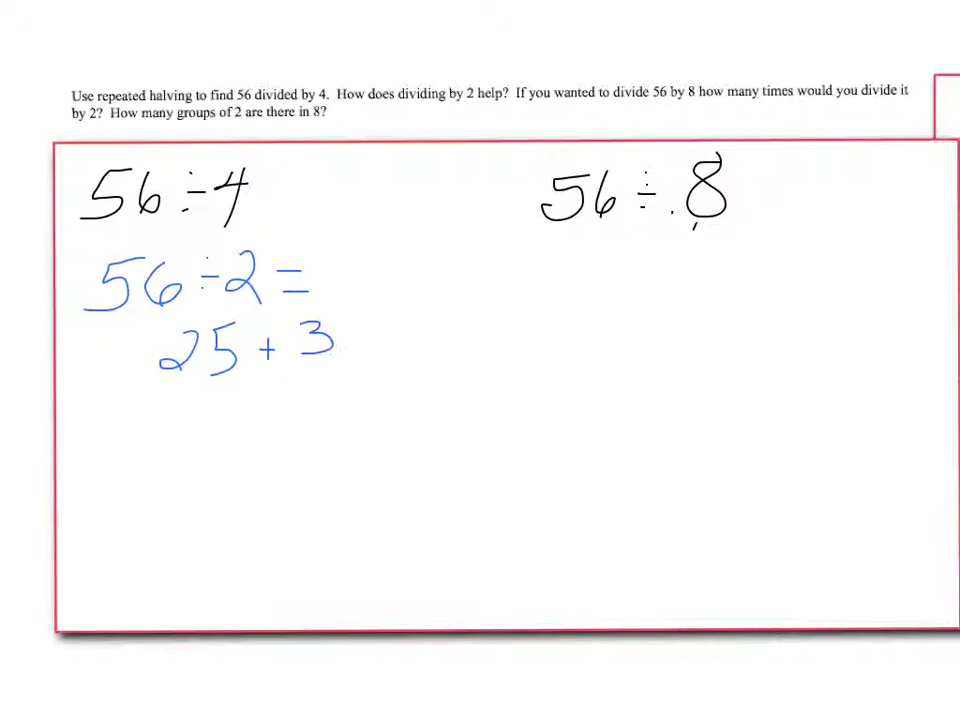 Use repeated halving to find 56 divided by 4. How does dividing by 2 help? If you wanted to divide 56 by 8 how many times would you divide it
by 2? How many groups of 2 are there in 8?
56 ÷ 4
56 ÷ 8
56 ÷ 2 =
25 + 3